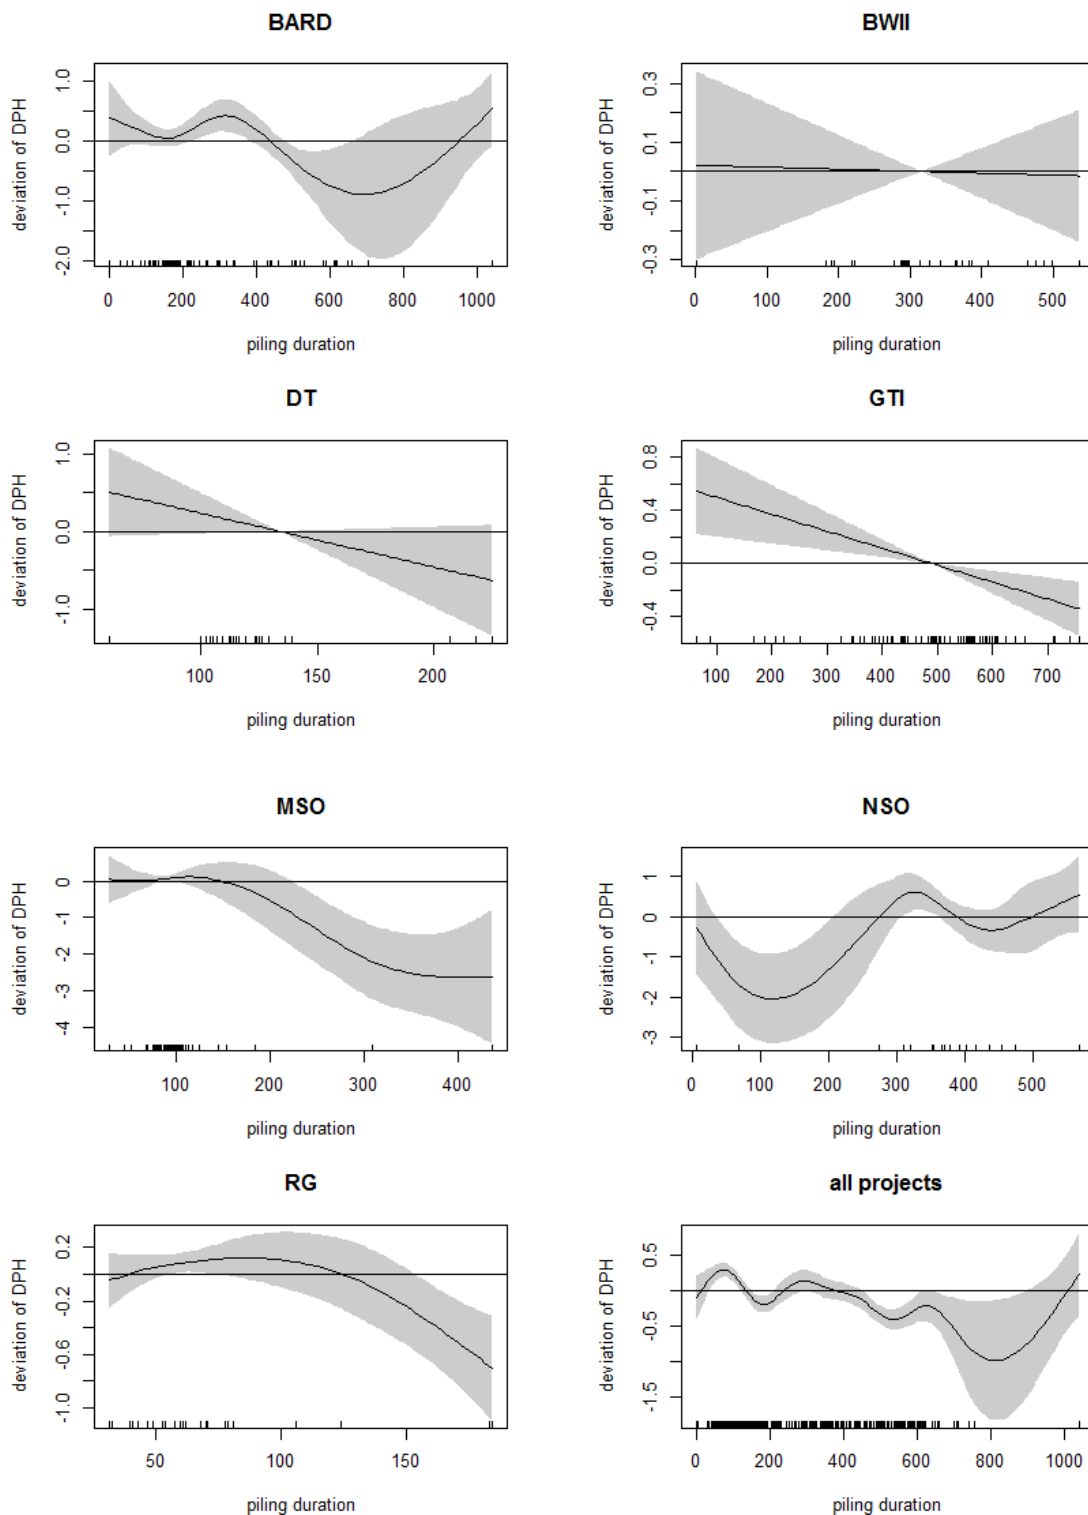 BARD
BWII
deviation of DPH
1.0
0.0
-1.0
-2.0
0 200 400 600 800 1000
piling duration
deviation of DPH
0.3
0.1
-0.1
-0.3
0 100 200 300 400 500
piling duration
DT
GTI
deviation of DPH
1.0
0.0
-1.0
100 150 200
piling duration
deviation of DPH
0.8
0.4
0.0
-0.4
100 200 300 400 500 600 700
piling duration
MSO
NSO
deviation of DPH
0
-1
-2
-3
-4
100 200 300 400
piling duration
deviation of DPH
1
0
-1
-2
-3
0 100 200 300 400 500
piling duration
RG
all projects
deviation of DPH
0.2
-0.2
-0.6
-1.0
50 100 150
piling duration
deviation of DPH
0.5
-0.5
-1.5
0 200 400 600 800 1000
piling duration